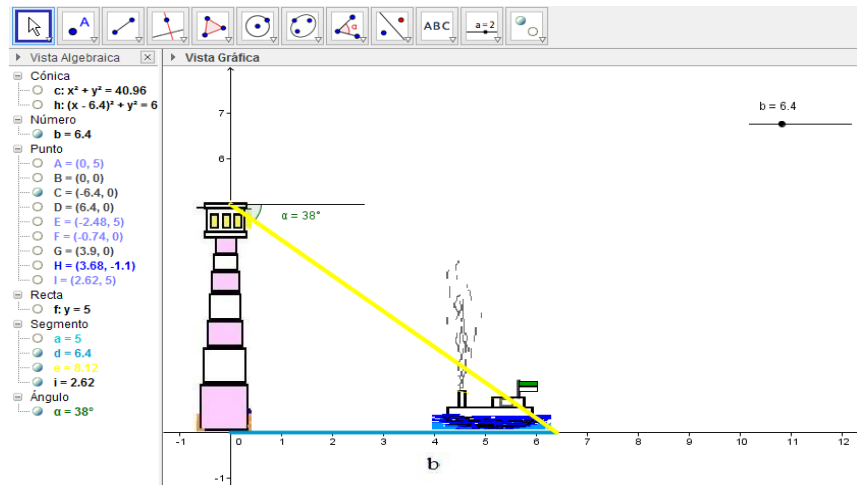 A
α
ABC
a = 2
Vista Algebraica
Vista Gráfica
Cónica
c: x² + y² = 40.96
h: (x - 6.4)² + y² = 6
Número
b = 6.4
Punto
A = (0, 5)
B = (0, 0)
C = (-6.4, 0)
D = (6.4, 0)
E = (-2.48, 5)
F = (-0.74, 0)
G = (3.9, 0)
H = (3.68, -1.1)
I = (2.62, 5)
Recta
f: y = 5
Segmento
a = 5
d = 6.4
e = 8.12
i = 2.62
Ángulo
α = 38°
b = 6.4
7
6
α = 38°
-1 0 1 2 3 4 5 6 7 8 9 10 11 12
b
-1